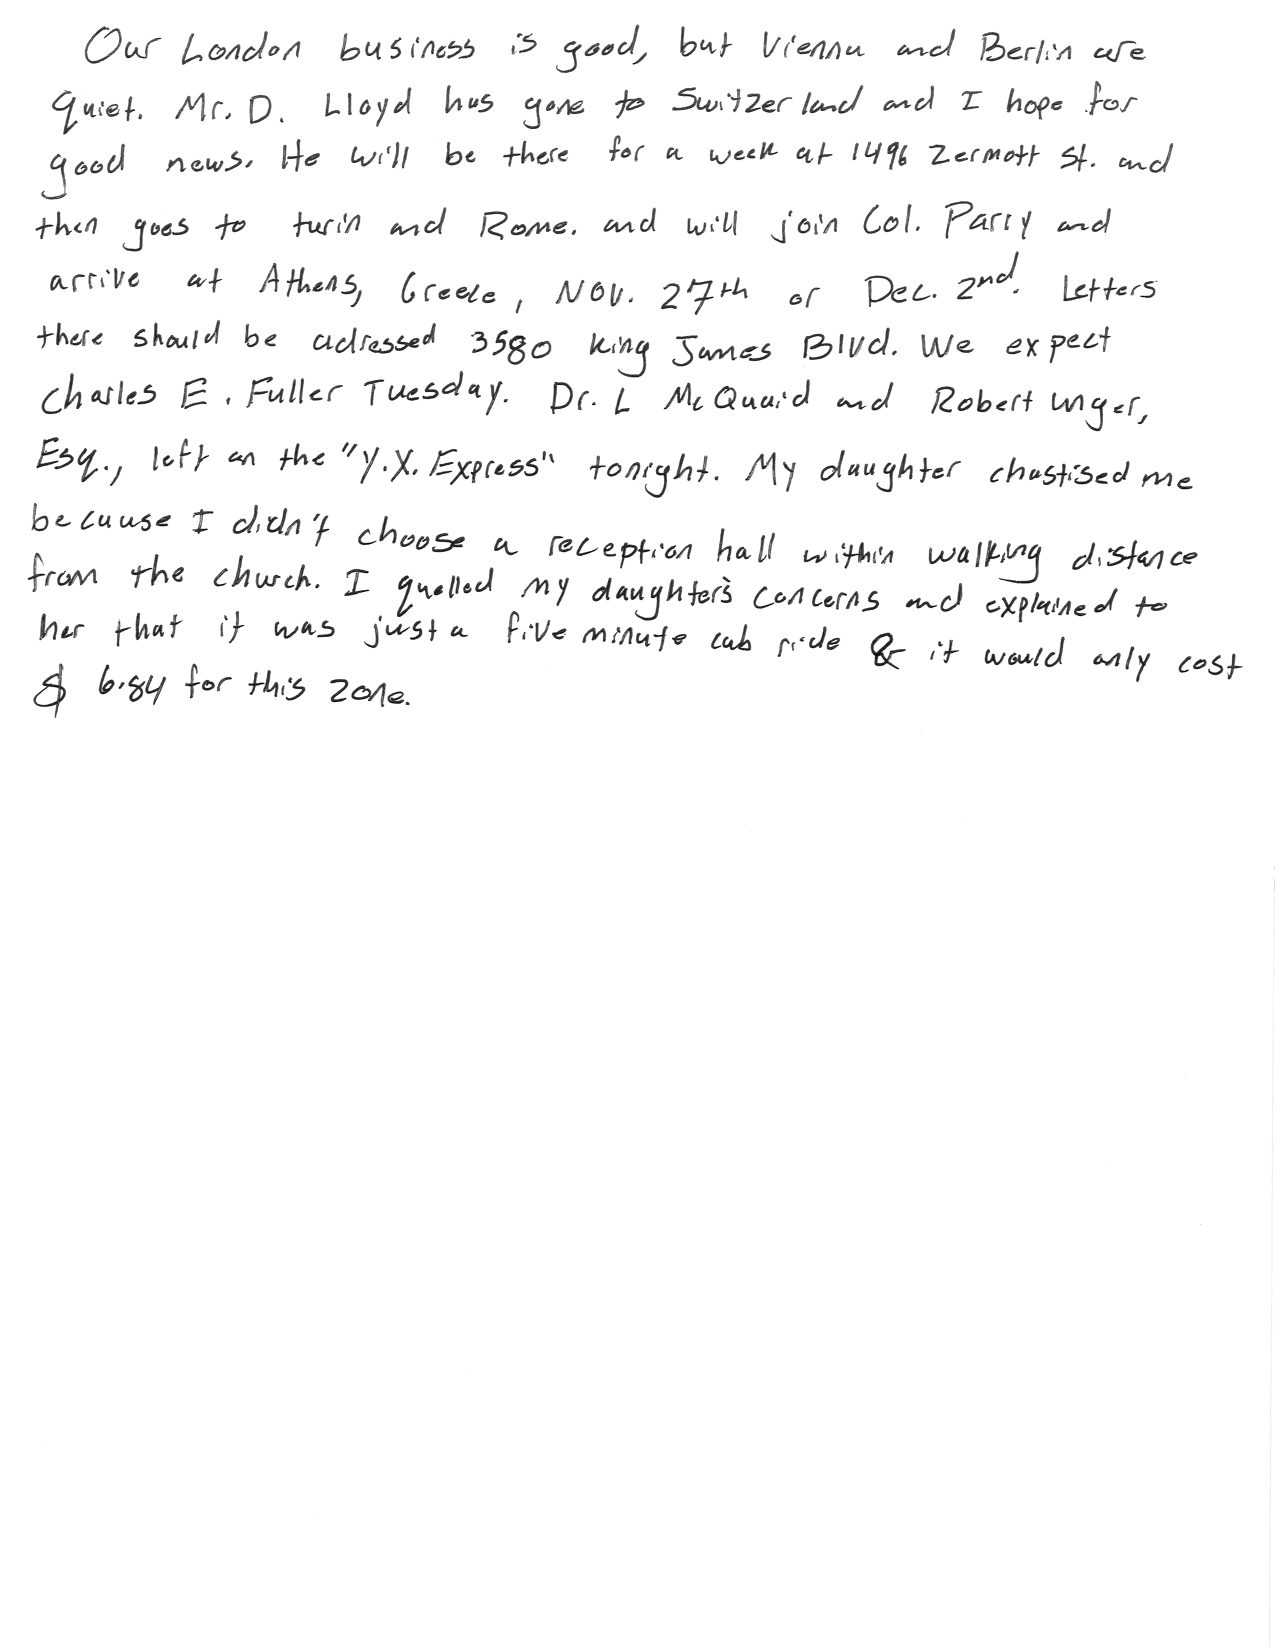 Our London business is good, but Vienna and Berlin are
quiet. Mr. D. Lloyd has gone to Switzerland and I hope for
good news. He will be there for a week at 1496 Zermott St. and
then goes to turin and Rome. and will join Col. Parry and
arrive at Athens, Greece, Nov. 27th or Dec. 2nd. Letters
there should be adressed 3580 King James Blvd. We expect
Charles E. Fuller Tuesday. Dr. L McQuaid and Robert Unger,
Esq., left on the "Y.X. Express" tonight. My daughter chastised me
because I didn't choose a reception hall within walking distance
from the church. I quelled my daughter's concerns and explained to
her that it was just a five minute cab ride & it would only cost
$ 6.84 for this zone.